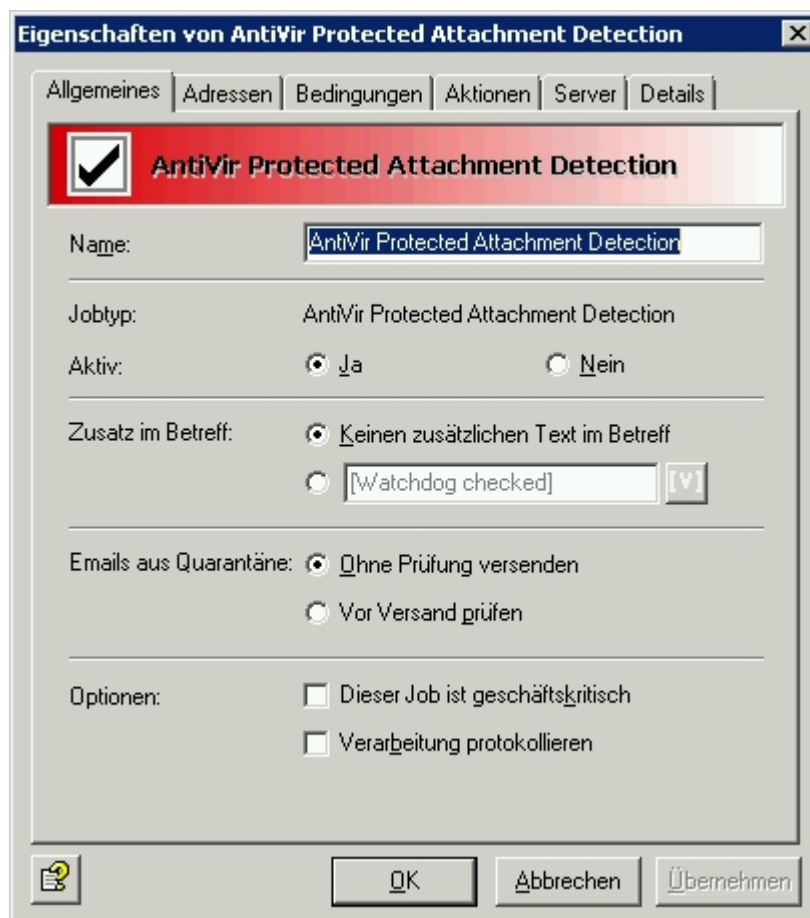 Eigenschaften von AntiVir Protected Attachment Detection
Allgemeines Adressen Bedingungen Aktionen Server Details
AntiVir Protected Attachment Detection
Name: AntiVir Protected Attachment Detection
Jobtyp: AntiVir Protected Attachment Detection
Aktiv: Ja Nein
Zusatz im Betreff: Keinen zusätzlichen Text im Betreff
[Watchdog checked] [V]
Emails aus Quarantäne: Ohne Prüfung versenden
Vor Versand prüfen
Optionen: Dieser Job ist geschäftskritisch
Verarbeitung protokollieren
OK Abbrechen Übernehmen